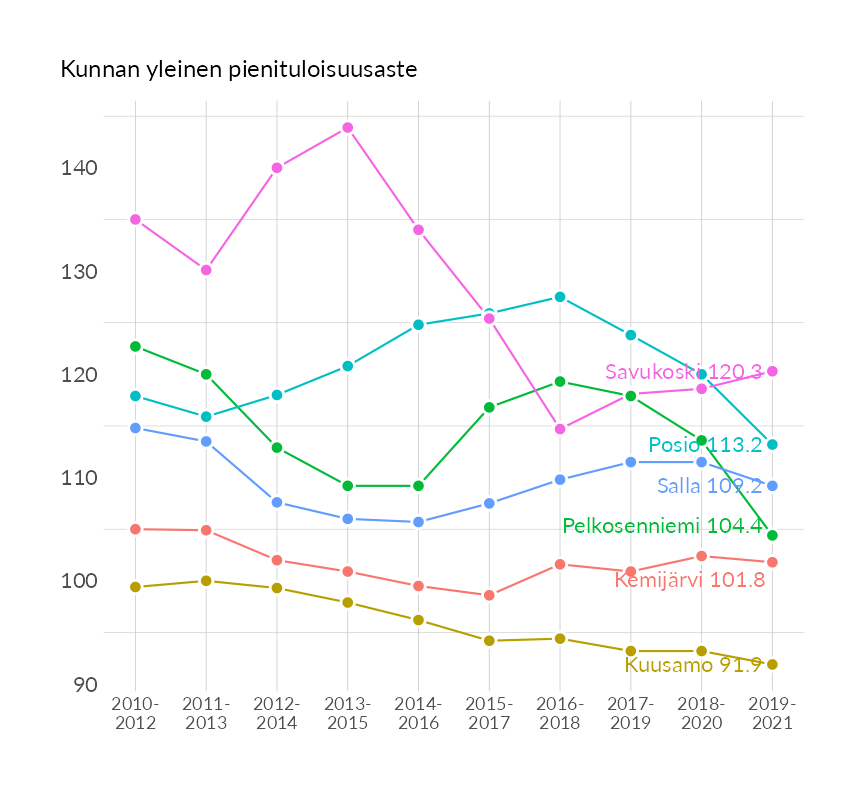 Kunnan yleinen pienituloisuusaste
140
130
120
110
100
90
Savukoski 120.3
Posio 113.2
Salla 109.2
Pelkosenniemi 104.4
Kemijärvi 101.8
Kuusamo 91.9
2010- 2011- 2012- 2013- 2014- 2015- 2016- 2017- 2018- 2019-
2012 2013 2014 2015 2016 2017 2018 2019 2020 2021